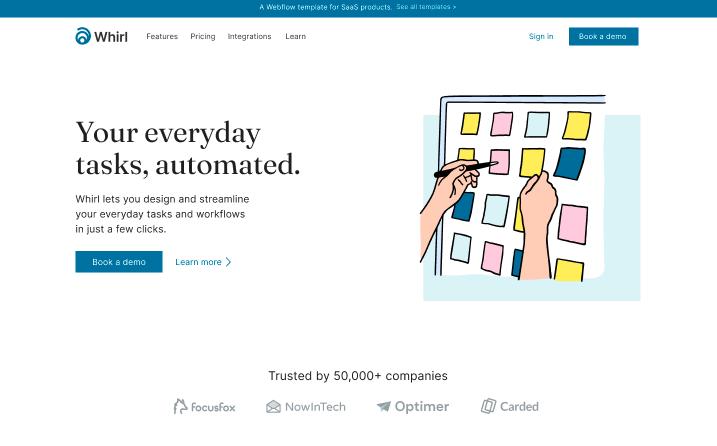 A Webflow template for SaaS products. See all templates >
Whirl Features Pricing Integrations Learn Sign in Book a demo
Your everyday
tasks, automated.
Whirl lets you design and streamline
your everyday tasks and workflows
in just a few clicks.
Book a demo Learn more
Trusted by 50,000+ companies
focusfox NowInTech Optimer Carded